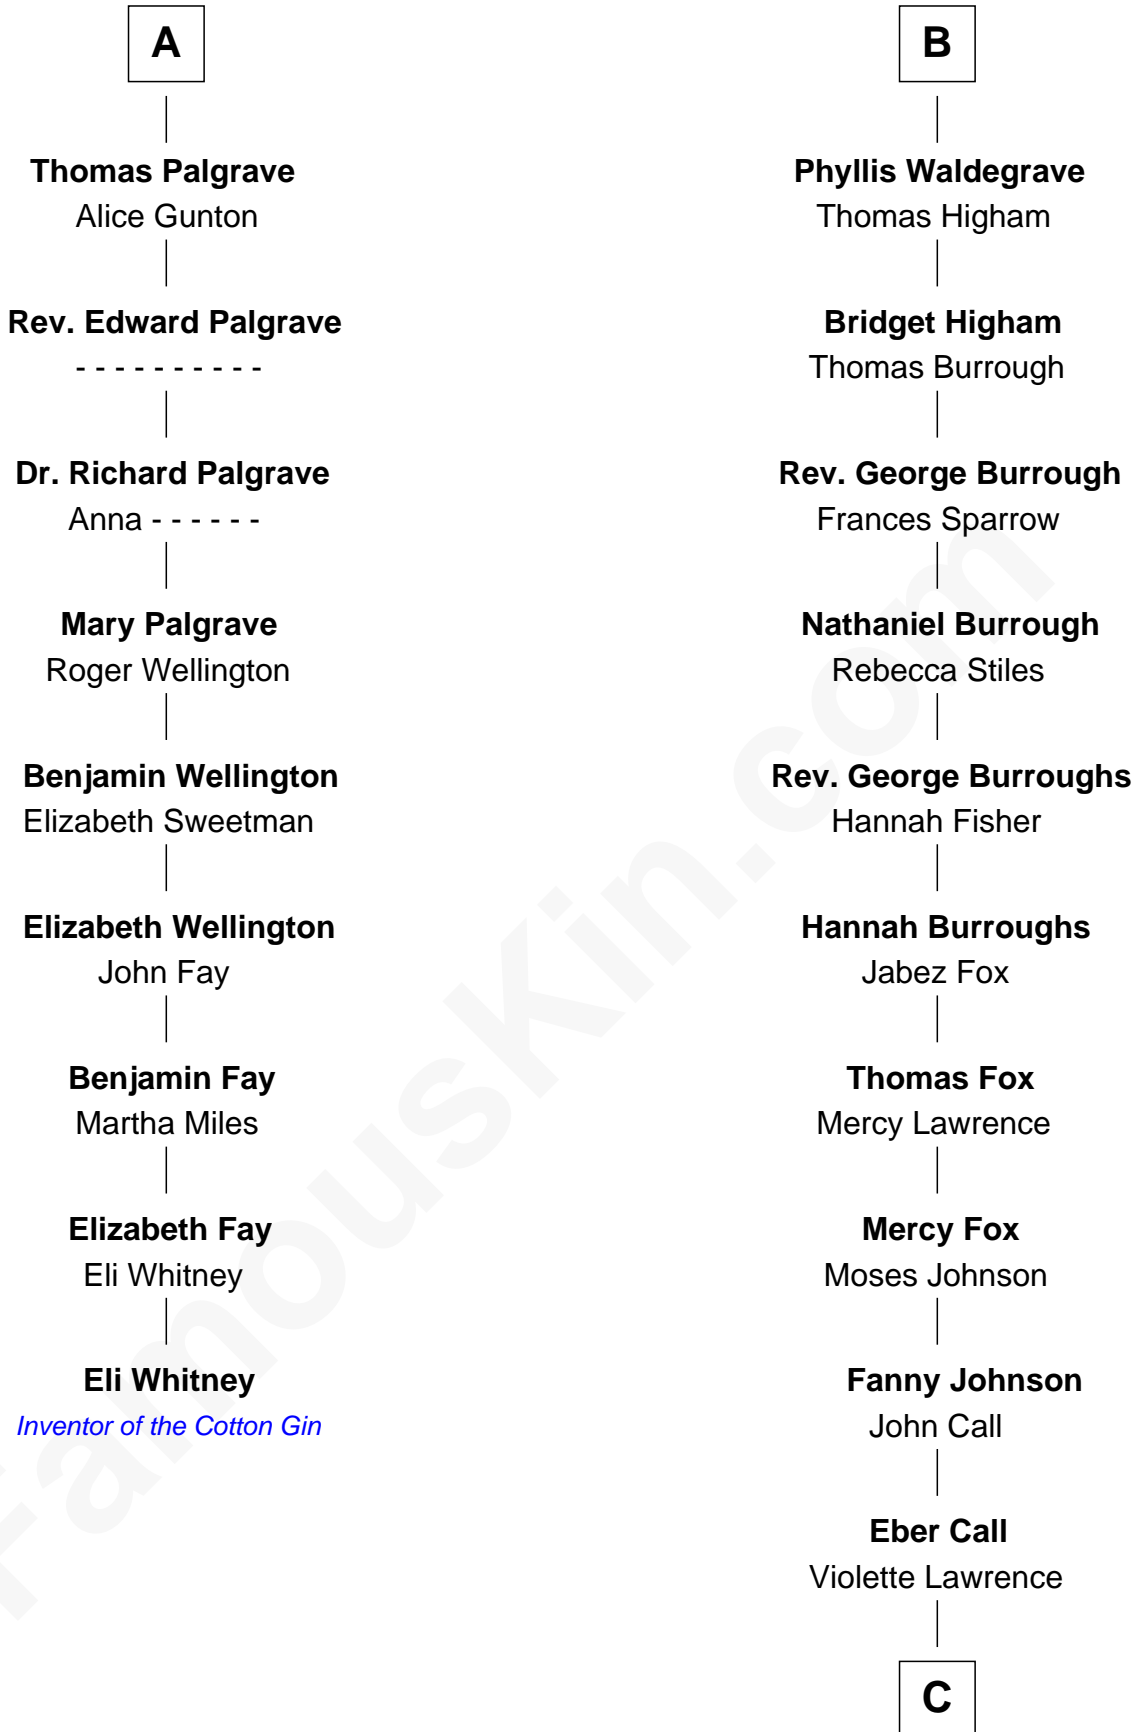 A
Thomas Palgrave
Alice Gunton
Rev. Edward Palgrave
- - - - - - - - - -
Dr. Richard Palgrave
Anna - - - - - -
Mary Palgrave
Roger Wellington
Benjamin Wellington
Elizabeth Sweetman
Elizabeth Wellington
John Fay
Benjamin Fay
Martha Miles
Elizabeth Fay
Eli Whitney
Eli Whitney
Inventor of the Cotton Gin
B
Phyllis Waldegrave
Thomas Higham
Bridget Higham
Thomas Burrough
Rev. George Burrough
Frances Sparrow
Nathaniel Burrough
Rebecca Stiles
Rev. George Burroughs
Hannah Fisher
Hannah Burroughs
Jabez Fox
Thomas Fox
Mercy Lawrence
Mercy Fox
Moses Johnson
Fanny Johnson
John Call
Eber Call
Violette Lawrence
C
FamousKin.com